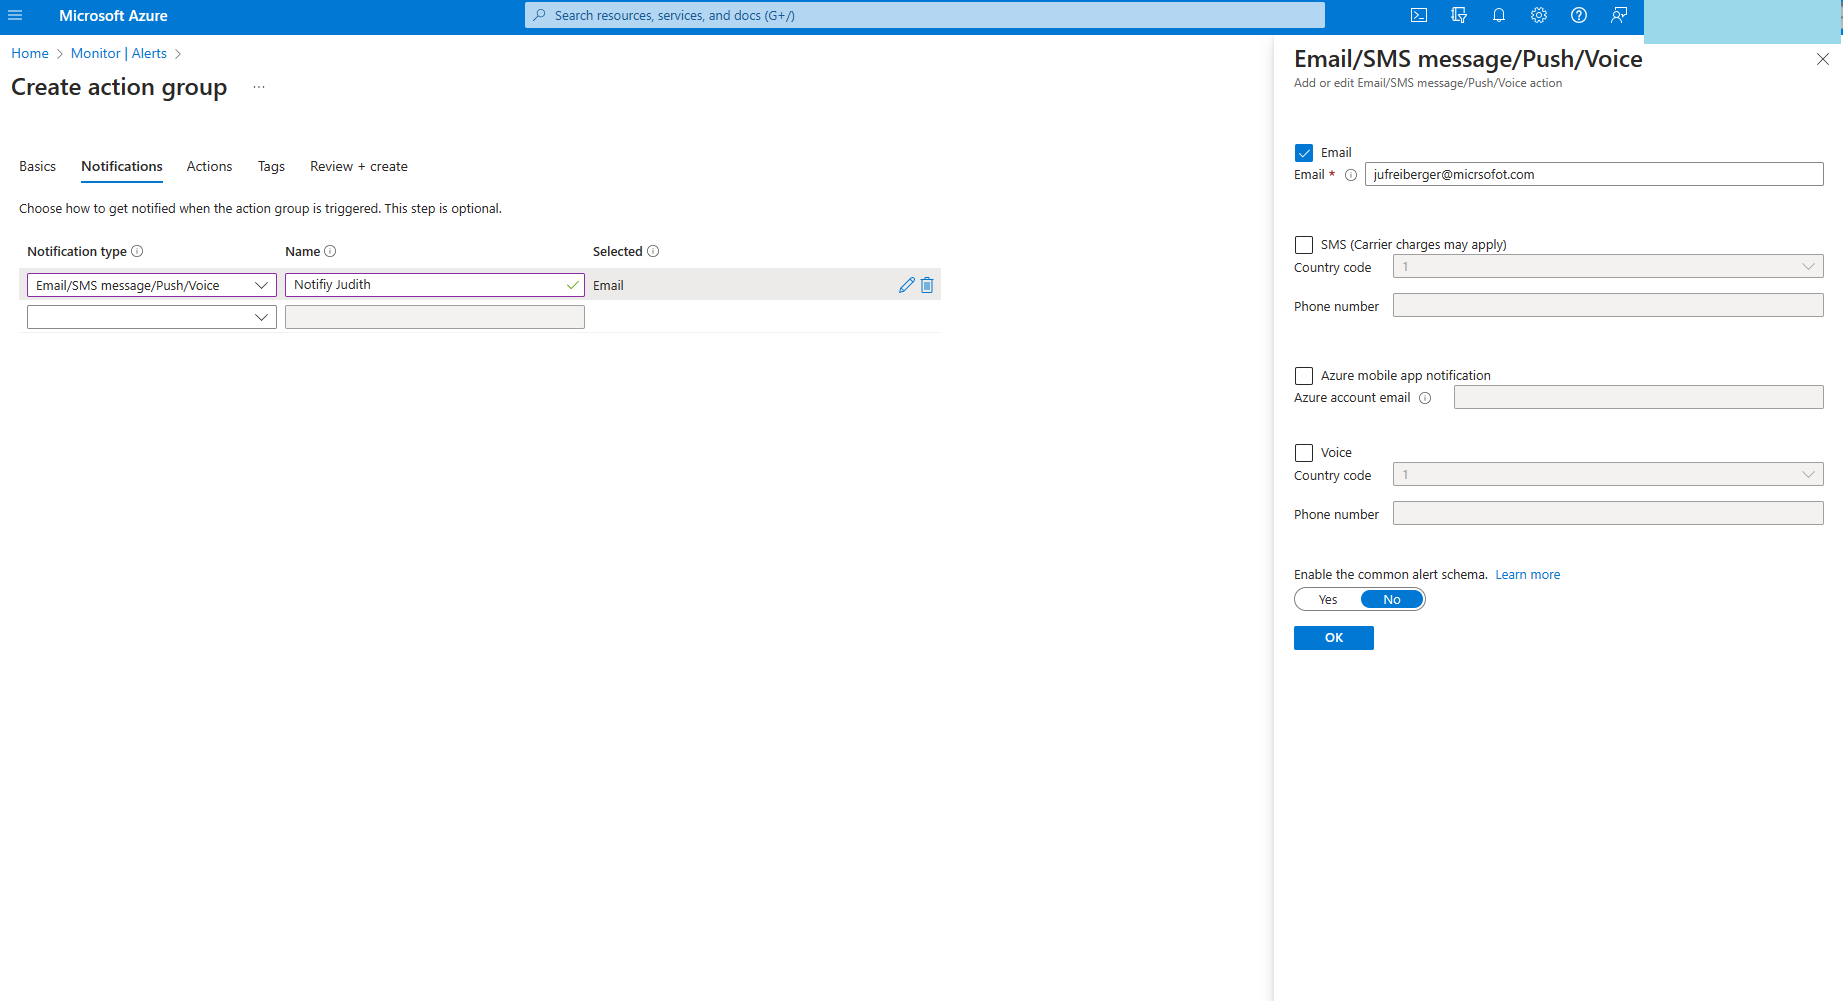 Microsoft Azure
Search resources, services, and docs (G+/)
Home > Monitor | Alerts >
Create action group ...
Basics Notifications Actions Tags Review + create
Choose how to get notified when the action group is triggered. This step is optional.
Notification type Name Selected
Email/SMS message/Push/Voice Notifiy Judith Email
Email/SMS message/Push/Voice
Add or edit Email/SMS message/Push/Voice action
Email
Email * jufreiberger@micrsofot.com
SMS (Carrier charges may apply)
Country code 1
Phone number
Azure mobile app notification
Azure account email
Voice
Country code 1
Phone number
Enable the common alert schema. Learn more
Yes No
OK